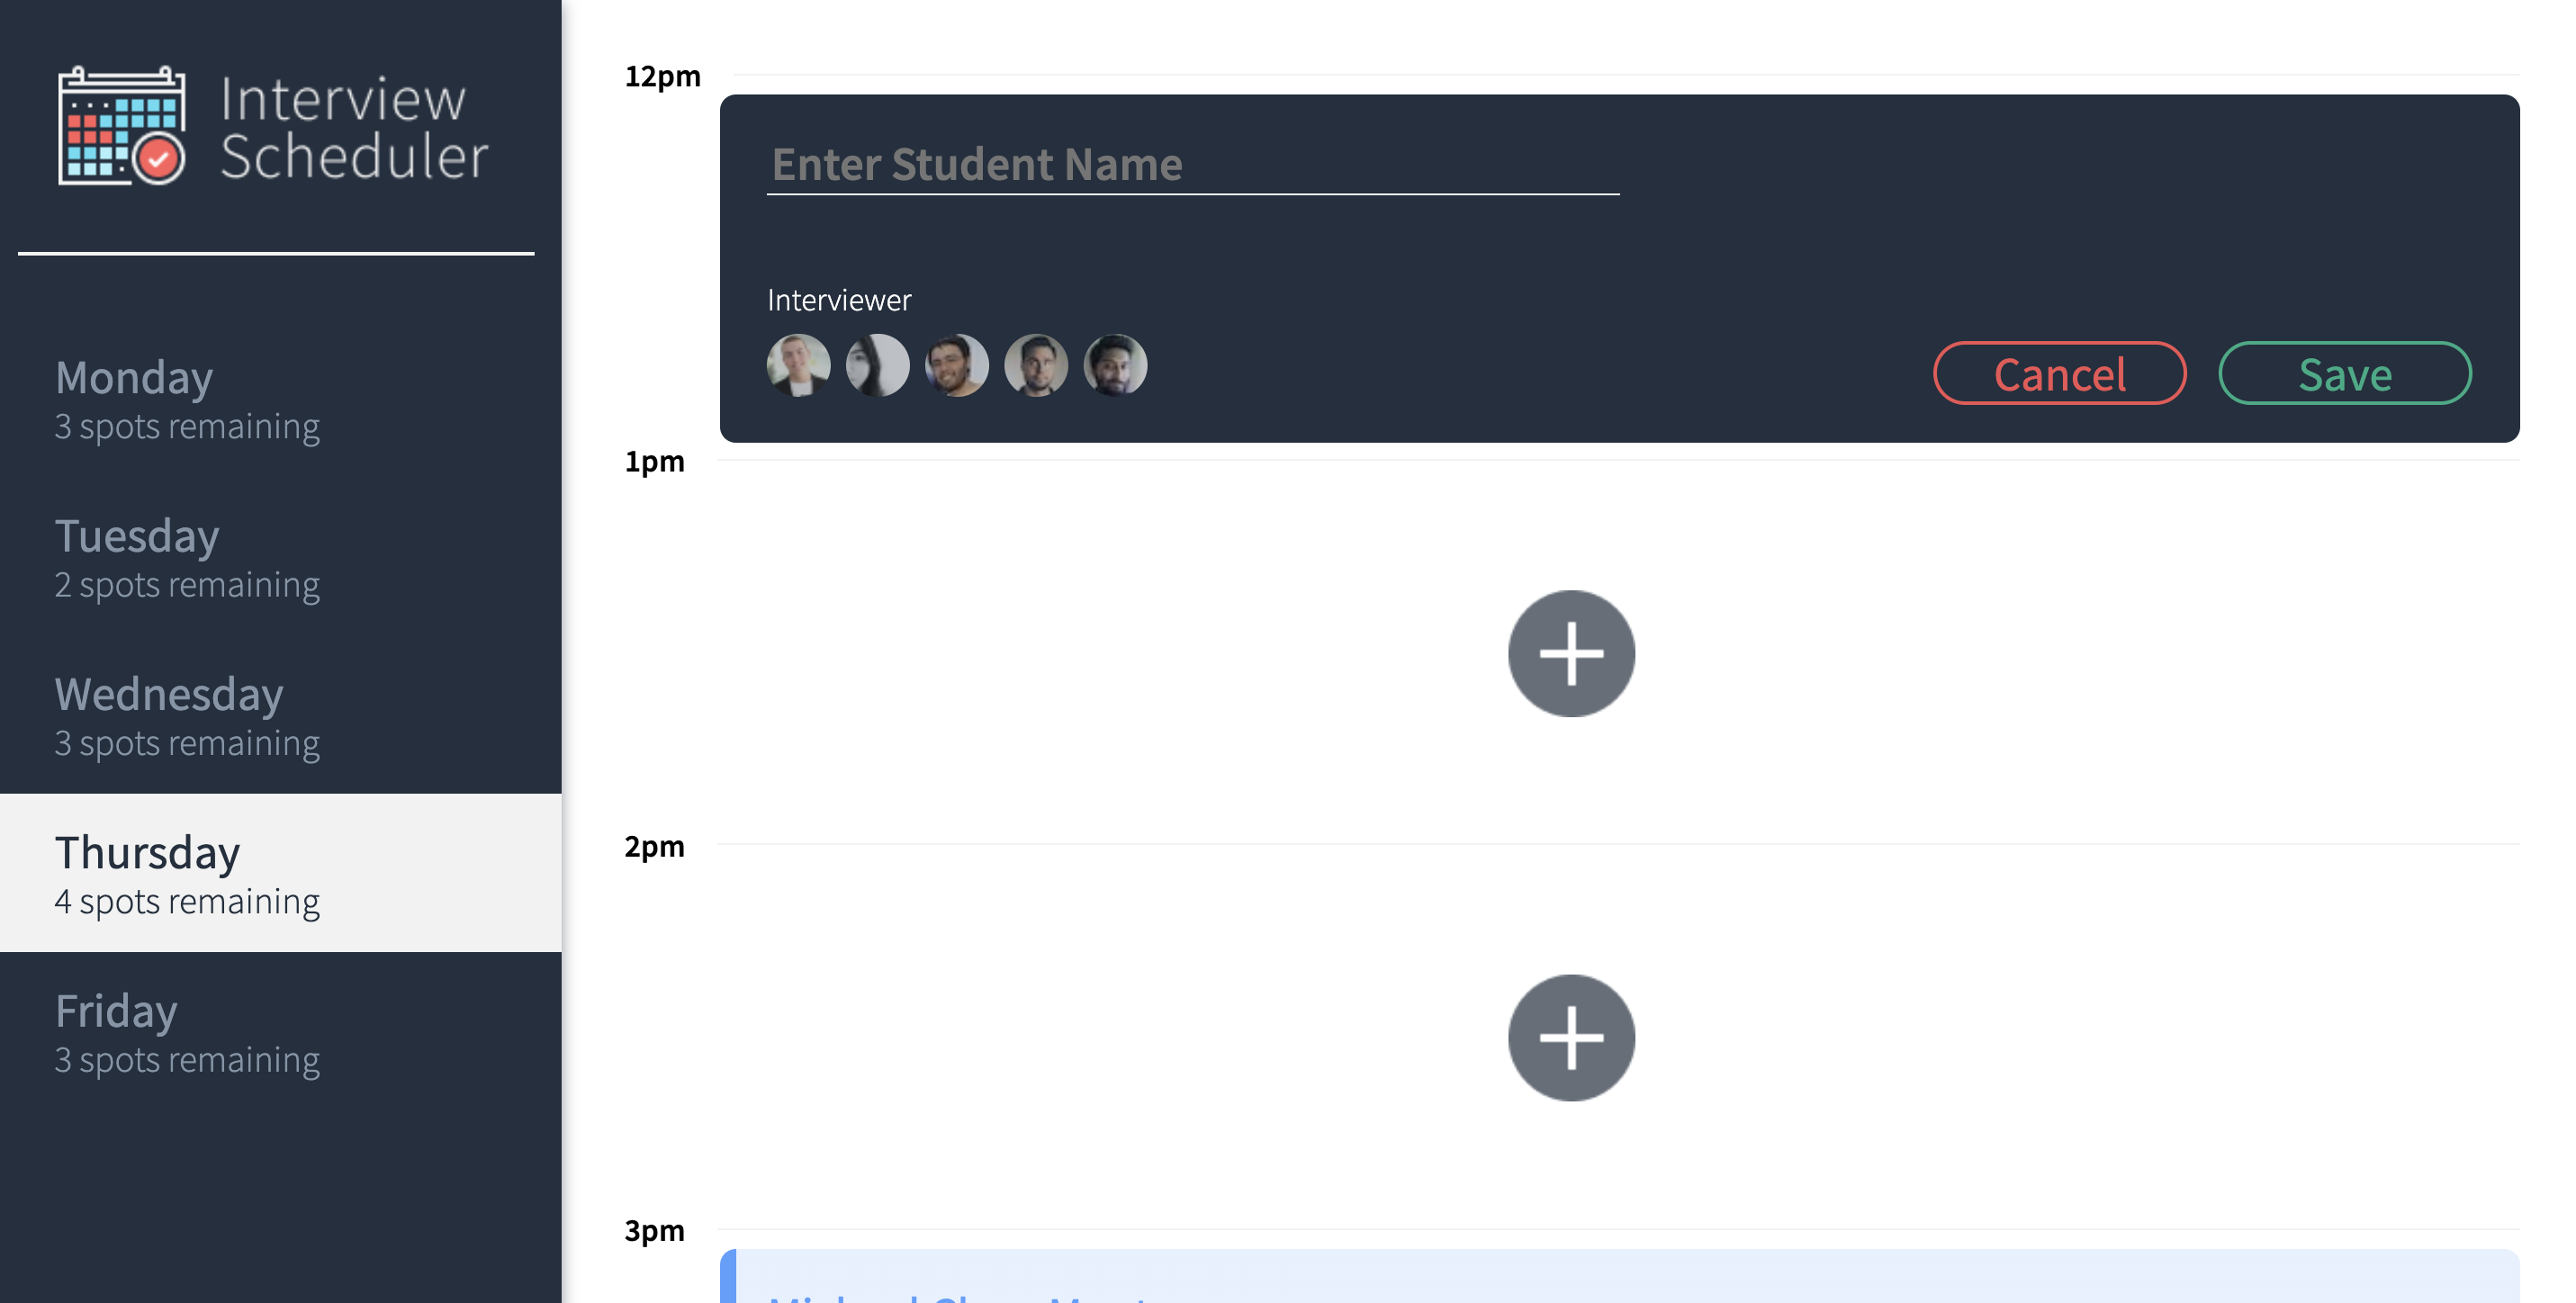 Interview
Scheduler
Monday
3 spots remaining
Tuesday
2 spots remaining
Wednesday
3 spots remaining
Thursday
4 spots remaining
Friday
3 spots remaining
12pm
Enter Student Name
Interviewer
Cancel
Save
1pm
2pm
3pm